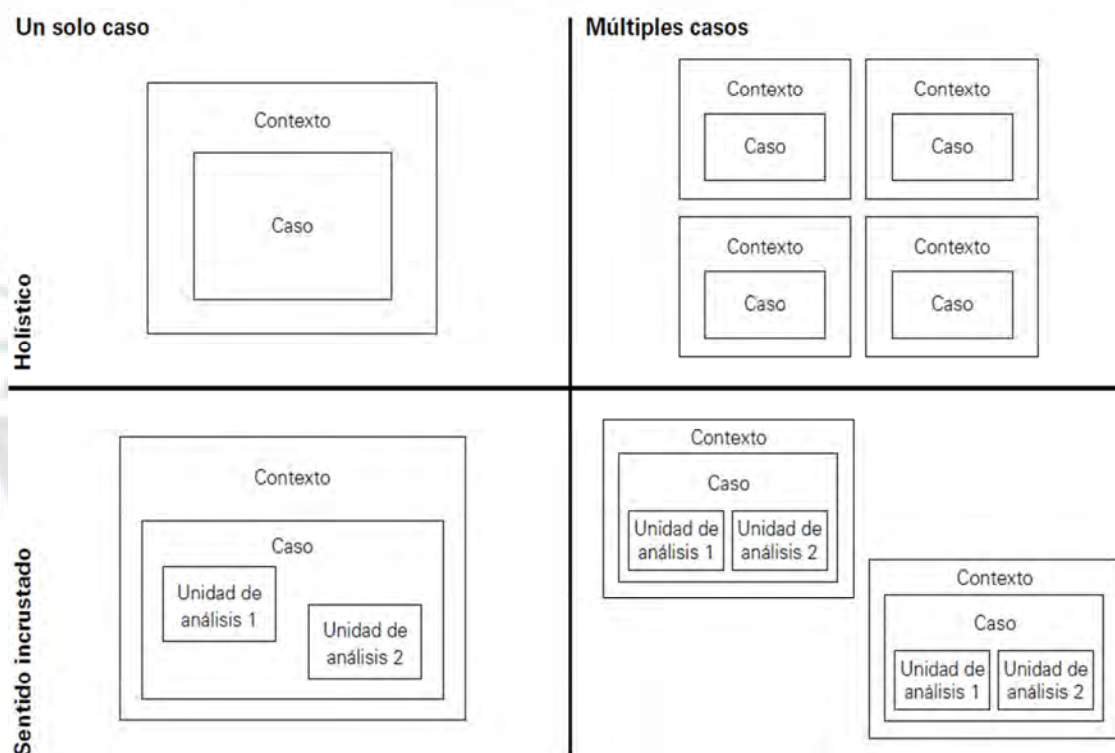 Un solo caso
Múltiples casos
Holístico
Contexto
Caso
Contexto
Caso
Contexto
Caso
Contexto
Caso
Contexto
Caso
Sentido incrustado
Contexto
Caso
Unidad de
análisis 1
Unidad de
análisis 2
Contexto
Caso
Unidad de
análisis 1
Unidad de
análisis 2
Contexto
Caso
Unidad de
análisis 1
Unidad de
análisis 2